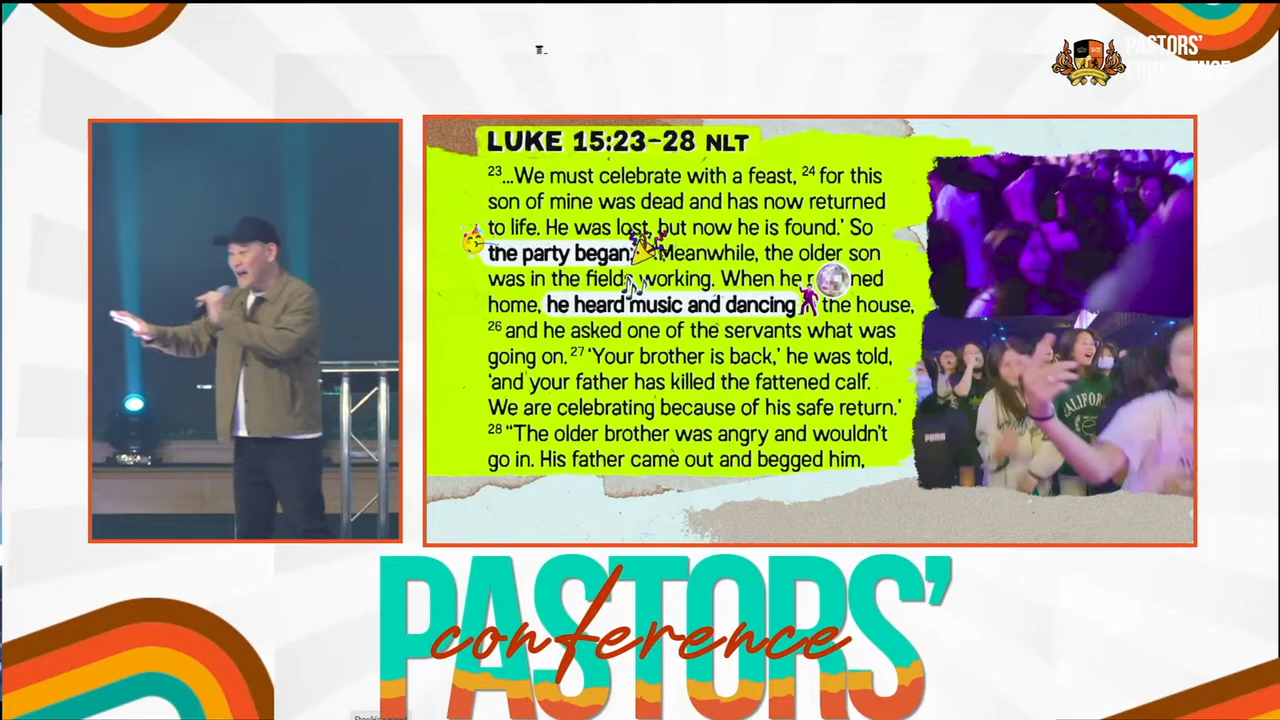 PASTORS'
CONFERENCE
LUKE 15:23-28 NLT
23...We must celebrate with a feast, 24 for this
son of mine was dead and has now returned
to life. He was lost, but now he is found.' So
the party began. Meanwhile, the older son
was in the fields working. When he
home, he heard music and dancing the house,
26 and he asked one of the servants what was
going on. 27 'Your brother is back,' he was told,
'and your father has killed the fattened calf.
We are celebrating because of his safe return.'
28 "The older brother was angry and wouldn't
go in. His father came out and begged him,
PUMA
CALIFOR
PASTORS'
conference